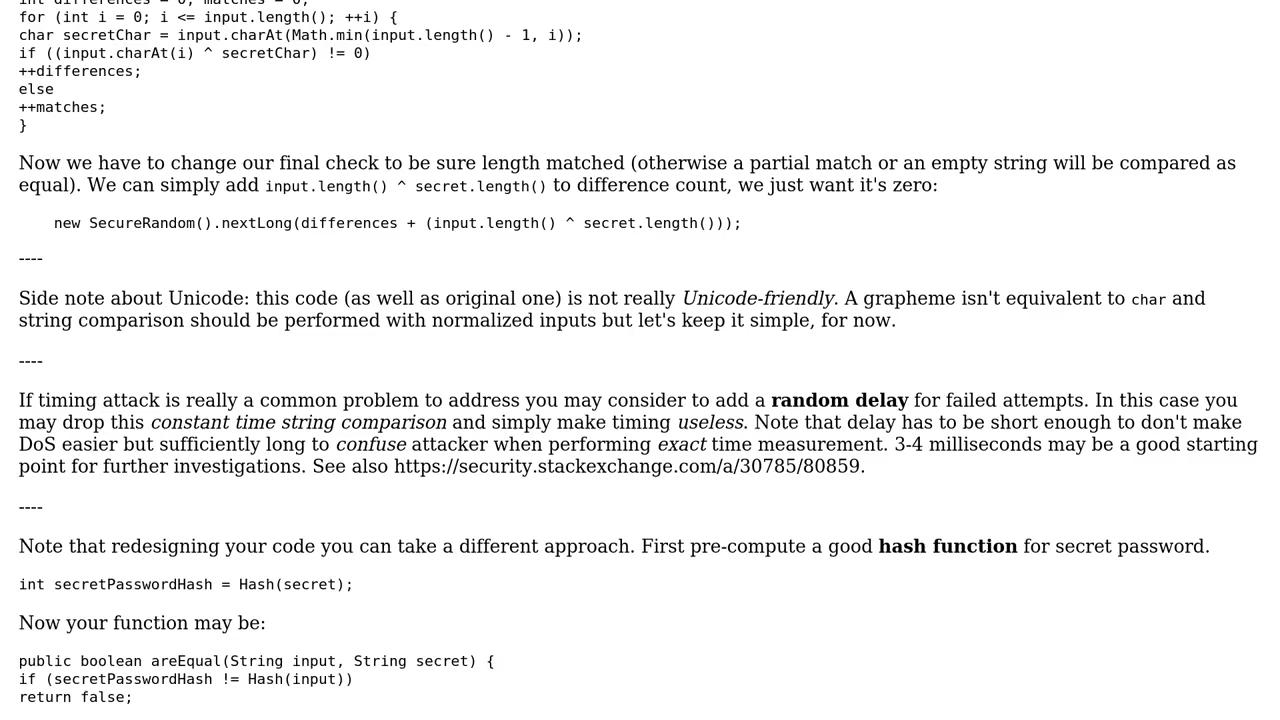 int differences = 0, matches = 0;
for (int i = 0; i <= input.length(); ++i) {
char secretChar = input.charAt(Math.min(input.length() - 1, i));
if ((input.charAt(i) ^ secretChar) != 0)
++differences;
else
++matches;
}
Now we have to change our final check to be sure length matched (otherwise a partial match or an empty string will be compared as
equal). We can simply add input.length() ^ secret.length() to difference count, we just want it's zero:
new SecureRandom().nextLong(differences + (input.length() ^ secret.length()));
----
Side note about Unicode: this code (as well as original one) is not really Unicode-friendly. A grapheme isn't equivalent to char and
string comparison should be performed with normalized inputs but let's keep it simple, for now.
----
If timing attack is really a common problem to address you may consider to add a random delay for failed attempts. In this case you
may drop this constant time string comparison and simply make timing useless. Note that delay has to be short enough to don't make
DoS easier but sufficiently long to confuse attacker when performing exact time measurement. 3-4 milliseconds may be a good starting
point for further investigations. See also https://security.stackexchange.com/a/30785/80859.
----
Note that redesigning your code you can take a different approach. First pre-compute a good hash function for secret password.
int secretPasswordHash = Hash(secret);
Now your function may be:
public boolean areEqual(String input, String secret) {
if (secretPasswordHash != Hash(input))
return false;